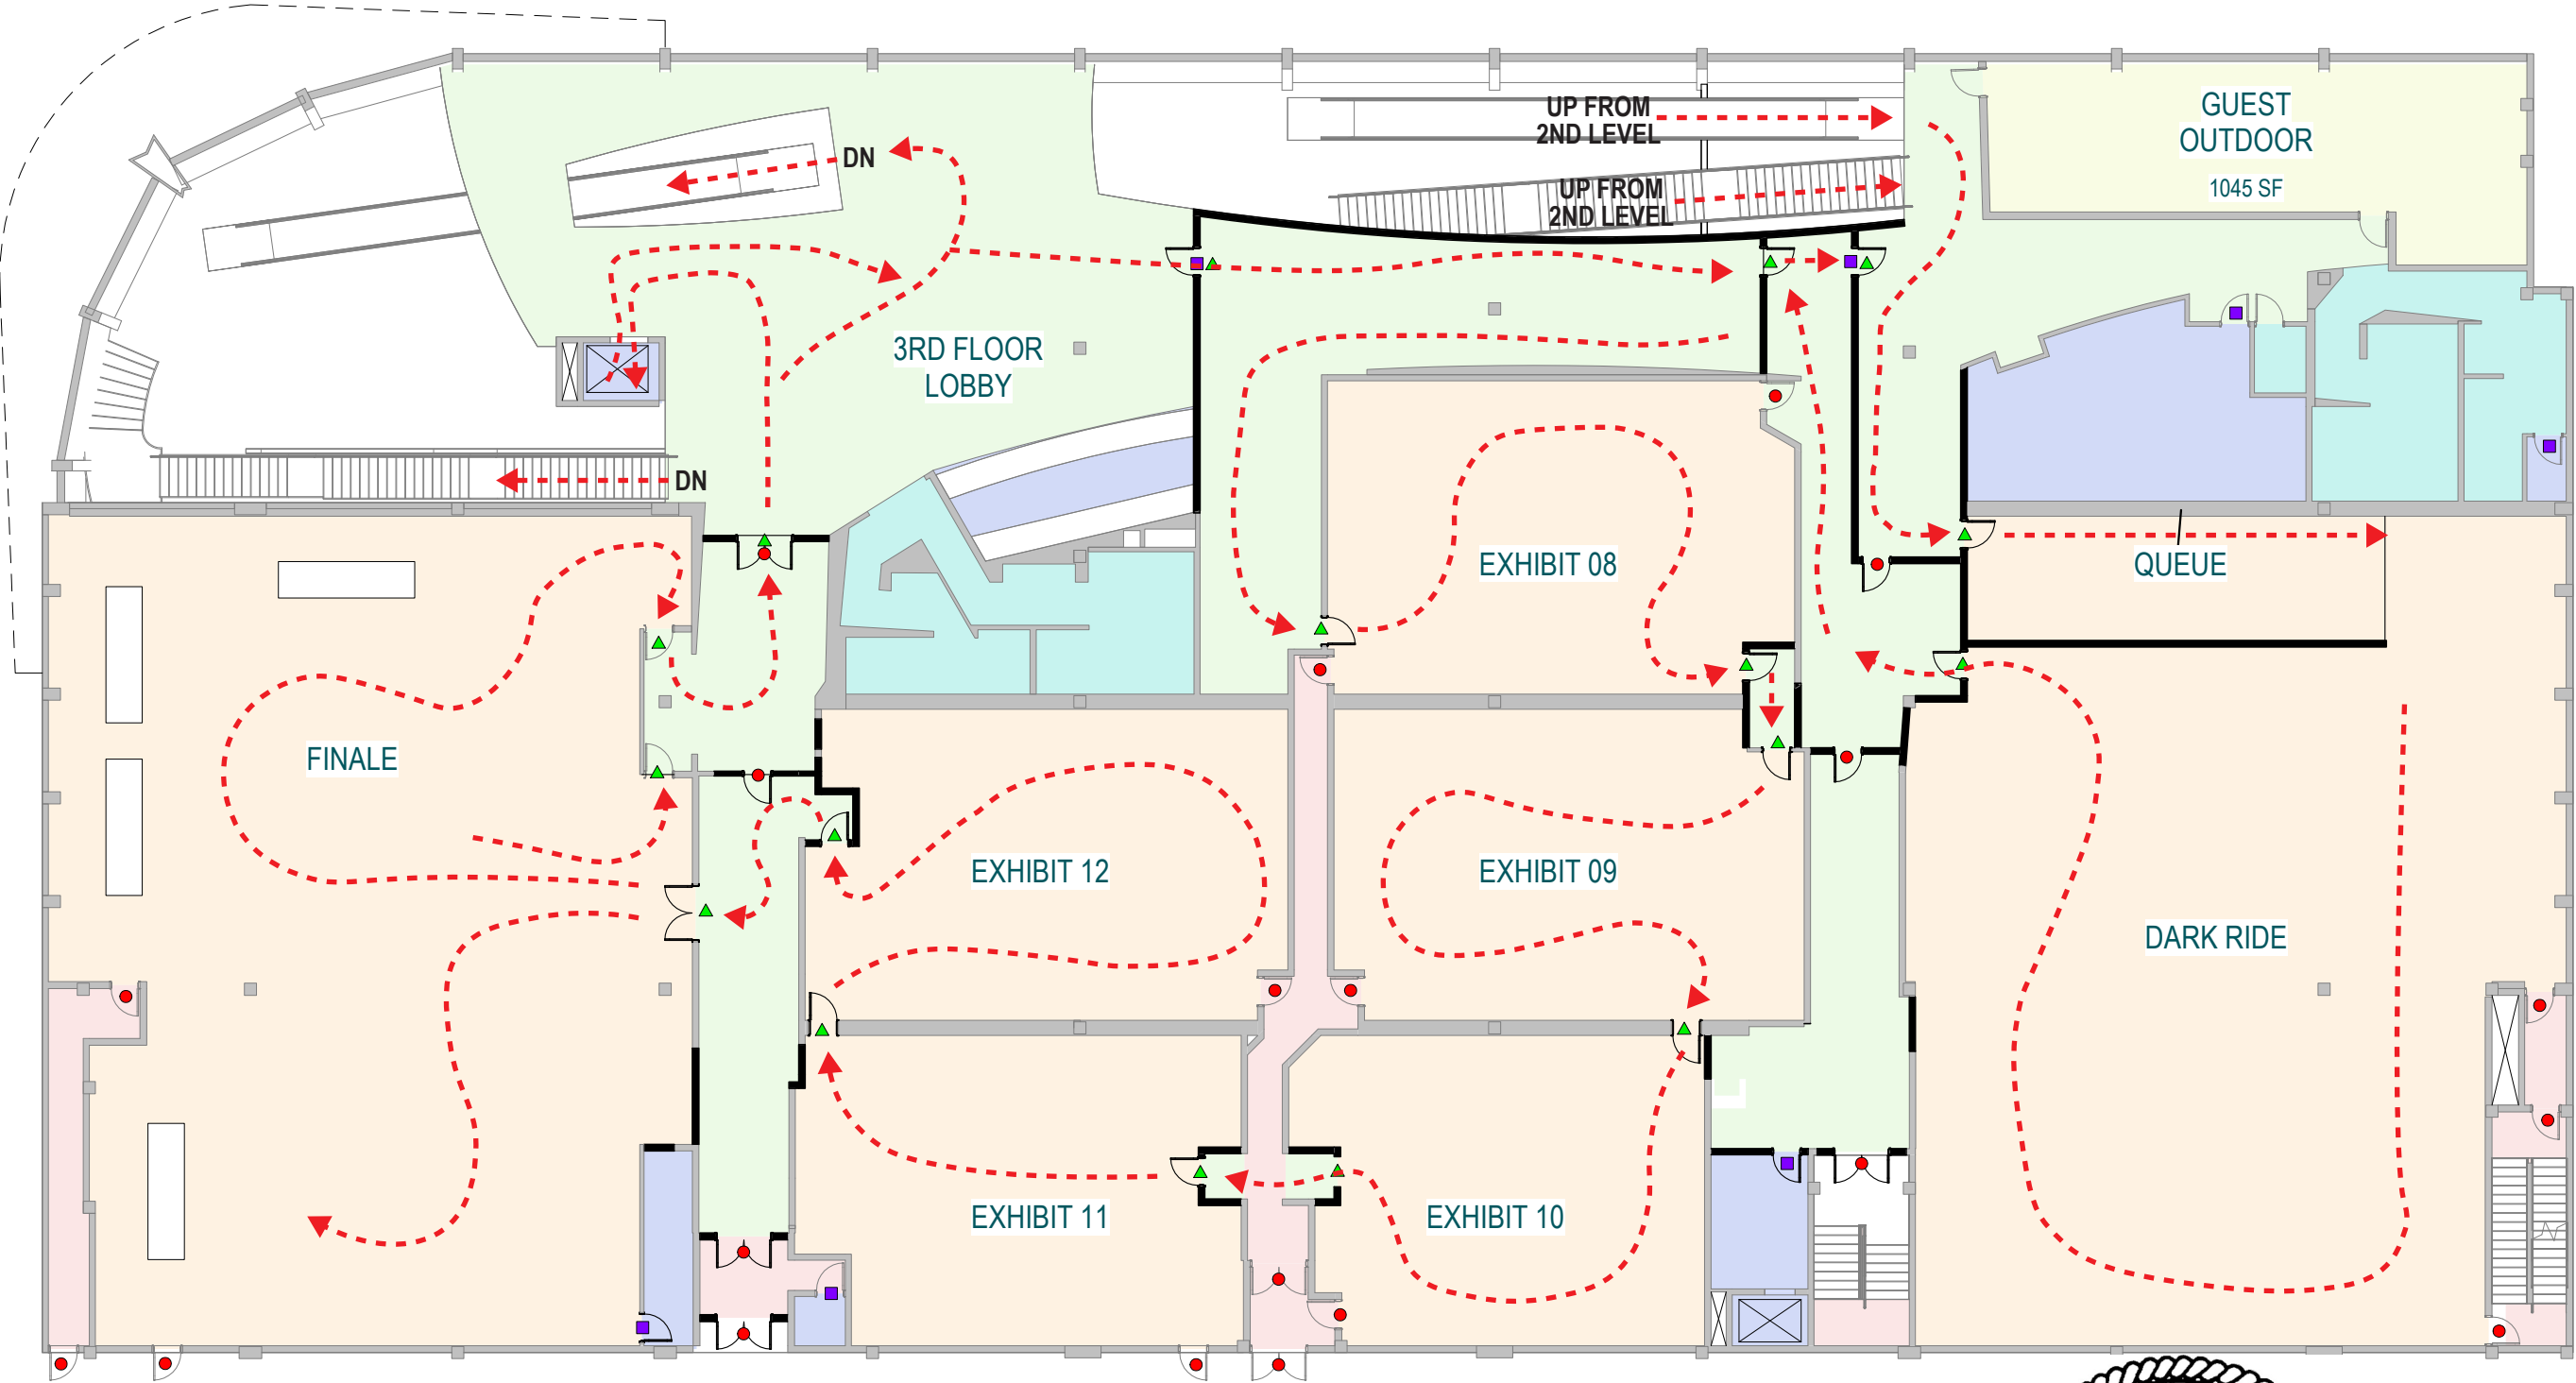 UP FROM
2ND LEVEL
GUEST
OUTDOOR
1045 SF
DN
UP FROM
2ND LEVEL
3RD FLOOR
LOBBY
DN
EXHIBIT 08
QUEUE
FINALE
EXHIBIT 12
EXHIBIT 09
DARK RIDE
EXHIBIT 11
EXHIBIT 10